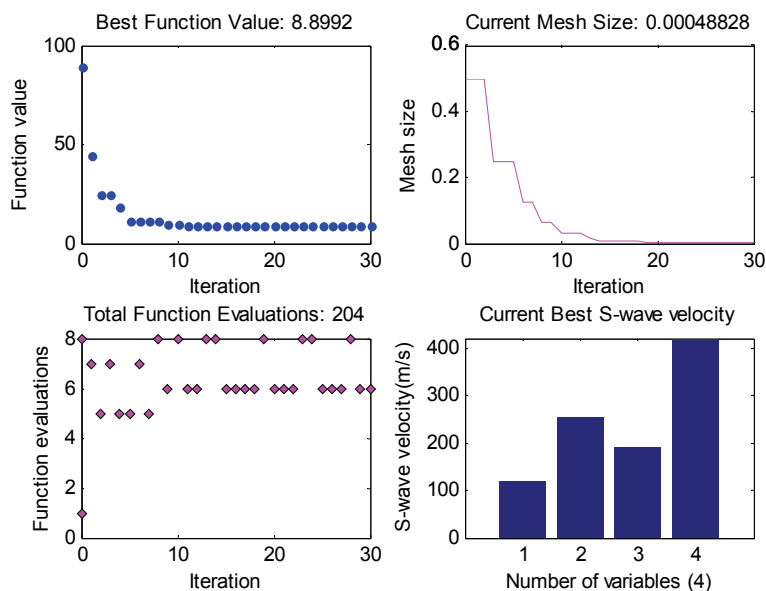 Best Function Value: 8.8992
100
50
0
Function value
0 10 20 30
Iteration
Current Mesh Size: 0.00048828
0.6
0.4
0.2
0
Mesh size
0 10 20 30
Iteration
Total Function Evaluations: 204
8
6
4
2
0
Function evaluations
0 10 20 30
Iteration
Current Best S-wave velocity
400
300
200
100
0
S-wave velocity(m/s)
1 2 3 4
Number of variables (4)